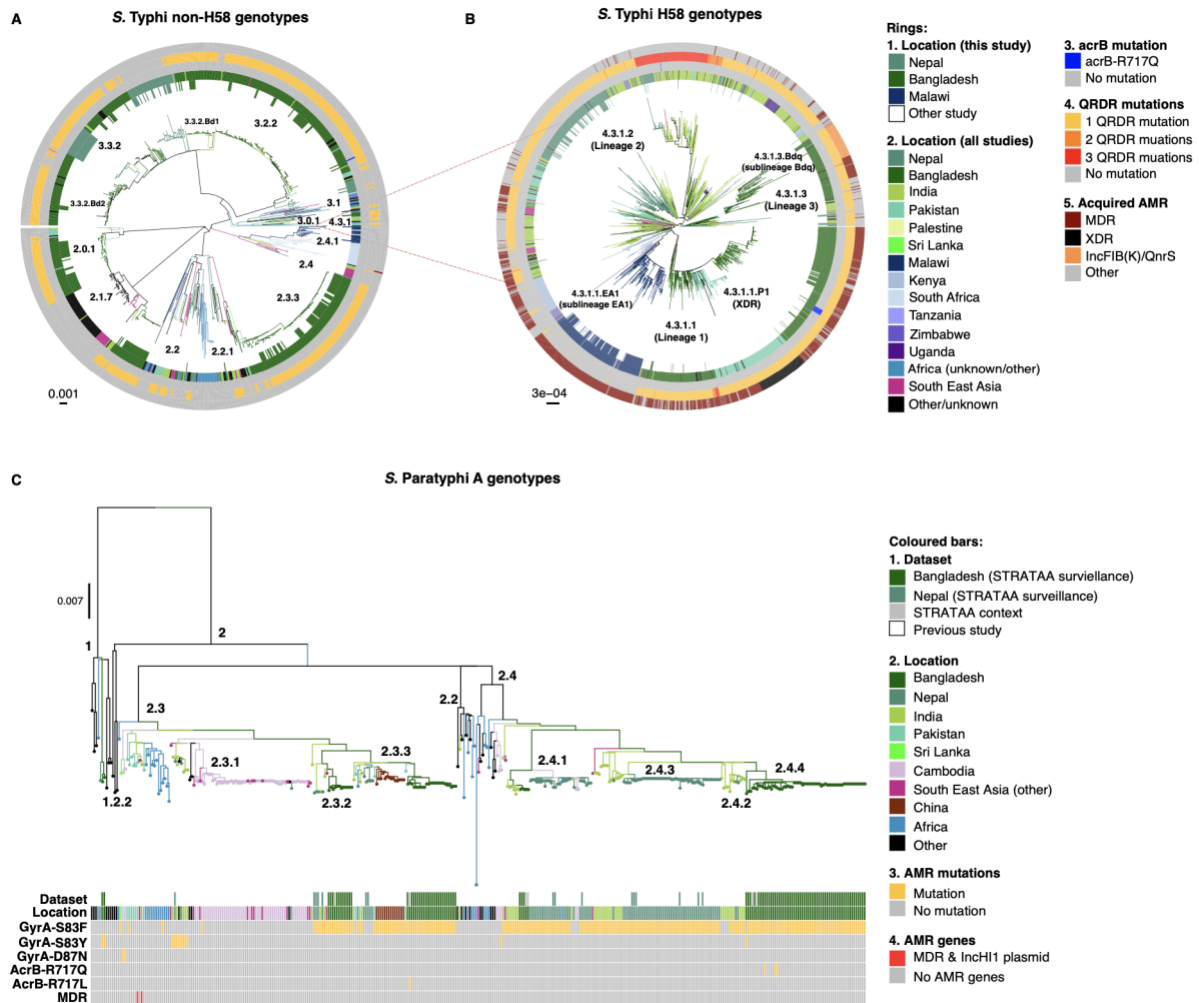 A
S. Typhi non-H58 genotypes
3.3.2.Bd1
3.2.2
3.3.2
3.3.2.Bd2
3.1
3.0.1
4.3.1
2.4.1
2.4
2.0.1
2.1.7
2.3.3
2.2
2.2.1
0.001
B
S. Typhi H58 genotypes
4.3.1.2
(Lineage 2)
4.3.1.3.Bdq
(sublineage Bdq)
4.3.1.3
(Lineage 3)
4.3.1.1.EA1
(sublineage EA1)
4.3.1.1.P1
(XDR)
4.3.1.1
(Lineage 1)
3e−04
Rings:
1. Location (this study)
Nepal
Bangladesh
Malawi
Other study
2. Location (all studies)
Nepal
Bangladesh
India
Pakistan
Palestine
Sri Lanka
Malawi
Kenya
South Africa
Tanzania
Zimbabwe
Uganda
Africa (unknown/other)
South East Asia
Other/unknown
3. acrB mutation
acrB-R717Q
No mutation
4. QRDR mutations
1 QRDR mutation
2 QRDR muations
3 QRDR muations
No mutation
5. Acquired AMR
MDR
XDR
IncFIB(K)/QnrS
Other
C
S. Paratyphi A genotypes
0.007
1
2
2.3
2.2
2.4
2.3.1
2.3.3
2.4.1
2.4.3
2.4.4
1.2.2
2.3.2
2.4.2
Dataset
Location
GyrA-S83F
GyrA-S83Y
GyrA-D87N
AcrB-R717Q
AcrB-R717L
MDR
Coloured bars:
1. Dataset
Bangladesh (STRATAA surviellance)
Nepal (STRATAA surveillance)
STRATAA context
Previous study
2. Location
Bangladesh
Nepal
India
Pakistan
Sri Lanka
Cambodia
South East Asia (other)
China
Africa
Other
3. AMR mutations
Mutation
No mutation
4. AMR genes
MDR & IncHI1 plasmid
No AMR genes